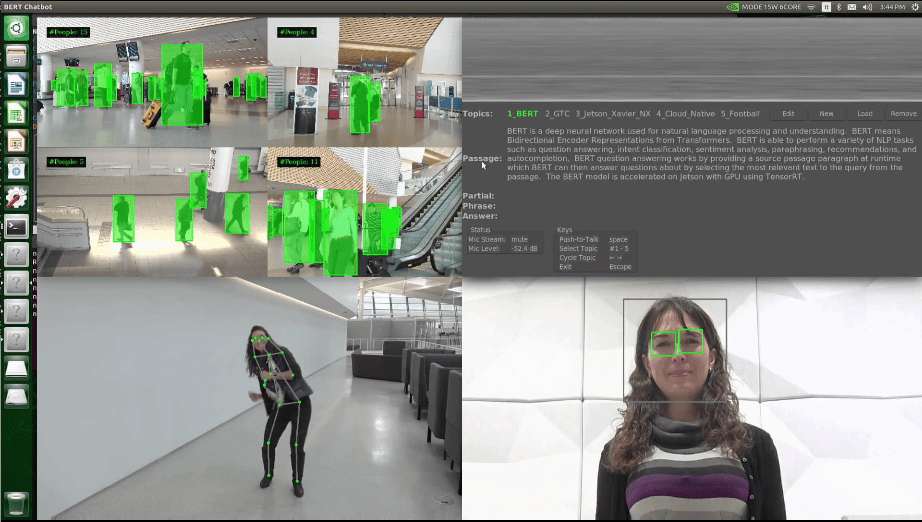 BERT Chatbot
MODE 15W 6CORE
3:44 PM
#People: 15
#People: 4
#People: 5
#People: 11
Topics: 1_BERT 2_GTC 3_Jetson_Xavier_NX 4_Cloud_Native 5_Football Edit New Load Remove
Passage:
BERT is a deep neural network used for natural language processing and understanding. BERT means
Bidirectional Encoder Representations from Transformers. BERT is able to perform a variety of NLP tasks
such as question answering, intent classification, sentiment analysis, paraphrasing, recommendations, and
autocompletion. BERT question answering works by providing a source passage paragraph at runtime
which BERT can then answer questions about by selecting the most relevant text to the query from the
passage. The BERT model is accelerated on Jetson with GPU using TensorRT.
Partial:
Phrase:
Answer:
Status
Mic Stream: mute
Mic Level: -52.4 dB
Keys
Push-to-Talk space
Select Topic #1 - 5
Cycle Topic ← →
Exit Escape